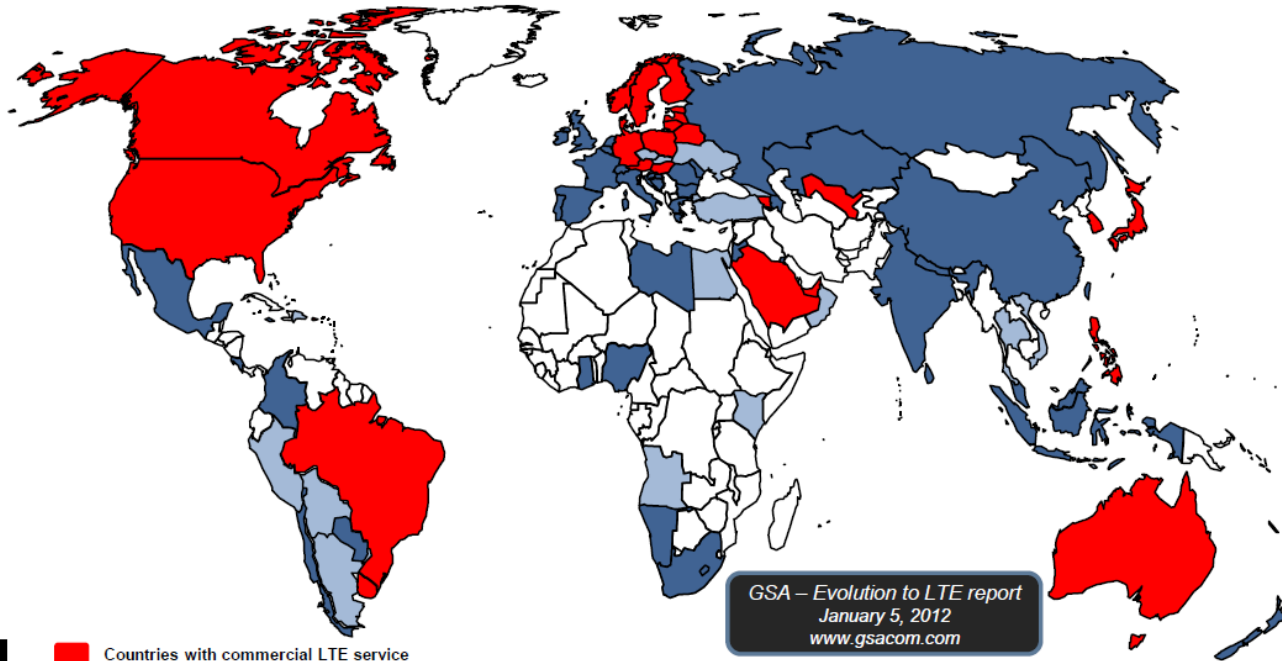 GSA – Evolution to LTE report
January 5, 2012
www.gsacom.com
Countries with commercial LTE service